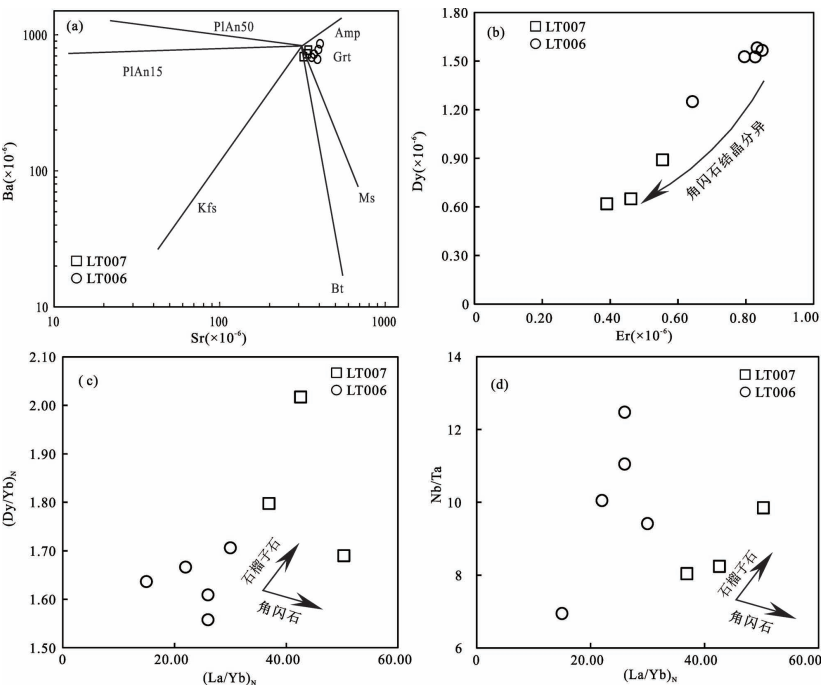 (a)
PlAn50
Amp
PlAn15
Grt
Kfs
Ms
Bt
LT007
LT006
1000
100
10
Ba(×10⁻⁶)
10
100
1000
Sr(×10⁻⁶)
(b)
LT007
LT006
角闪石结晶分异
1.80
1.50
1.20
0.90
0.60
0.30
0
Dy(×10⁻⁶)
0
0.20
0.40
0.60
0.80
1.00
Er(×10⁻⁶)
(c)
LT007
LT006
石榴子石
角闪石
2.10
2.00
1.90
1.80
1.70
1.60
1.50
(Dy/Yb)N
0
20.00
40.00
60.00
(La/Yb)N
(d)
LT007
LT006
石榴子石
角闪石
14
12
10
8
6
Nb/Ta
0
20.00
40.00
60.00
(La/Yb)N